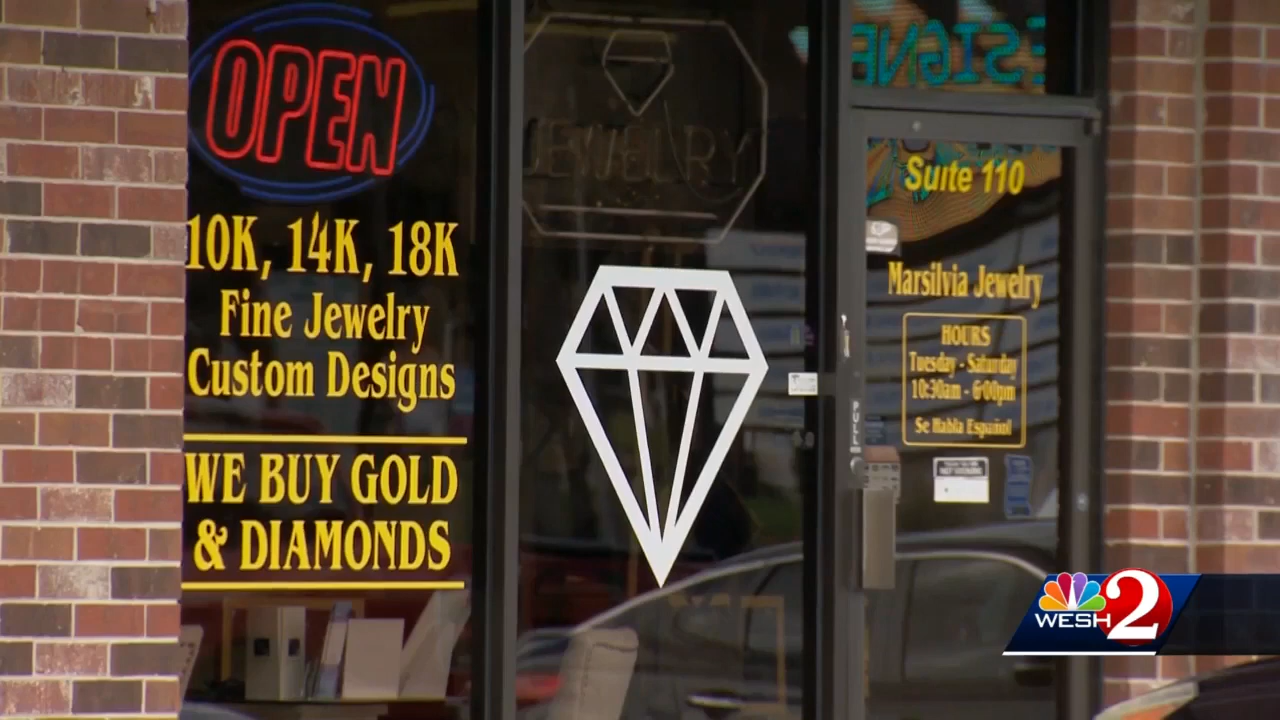 OPEN
10K, 14K, 18K
Fine Jewelry
Custom Designs
WE BUY GOLD
& DIAMONDS
JEWELRY
Suite 110
Marsilvia Jewelry
HOURS
Tuesday - Saturday
10:30am - 6:00pm
Se Habla Español
PULL
WESH 2